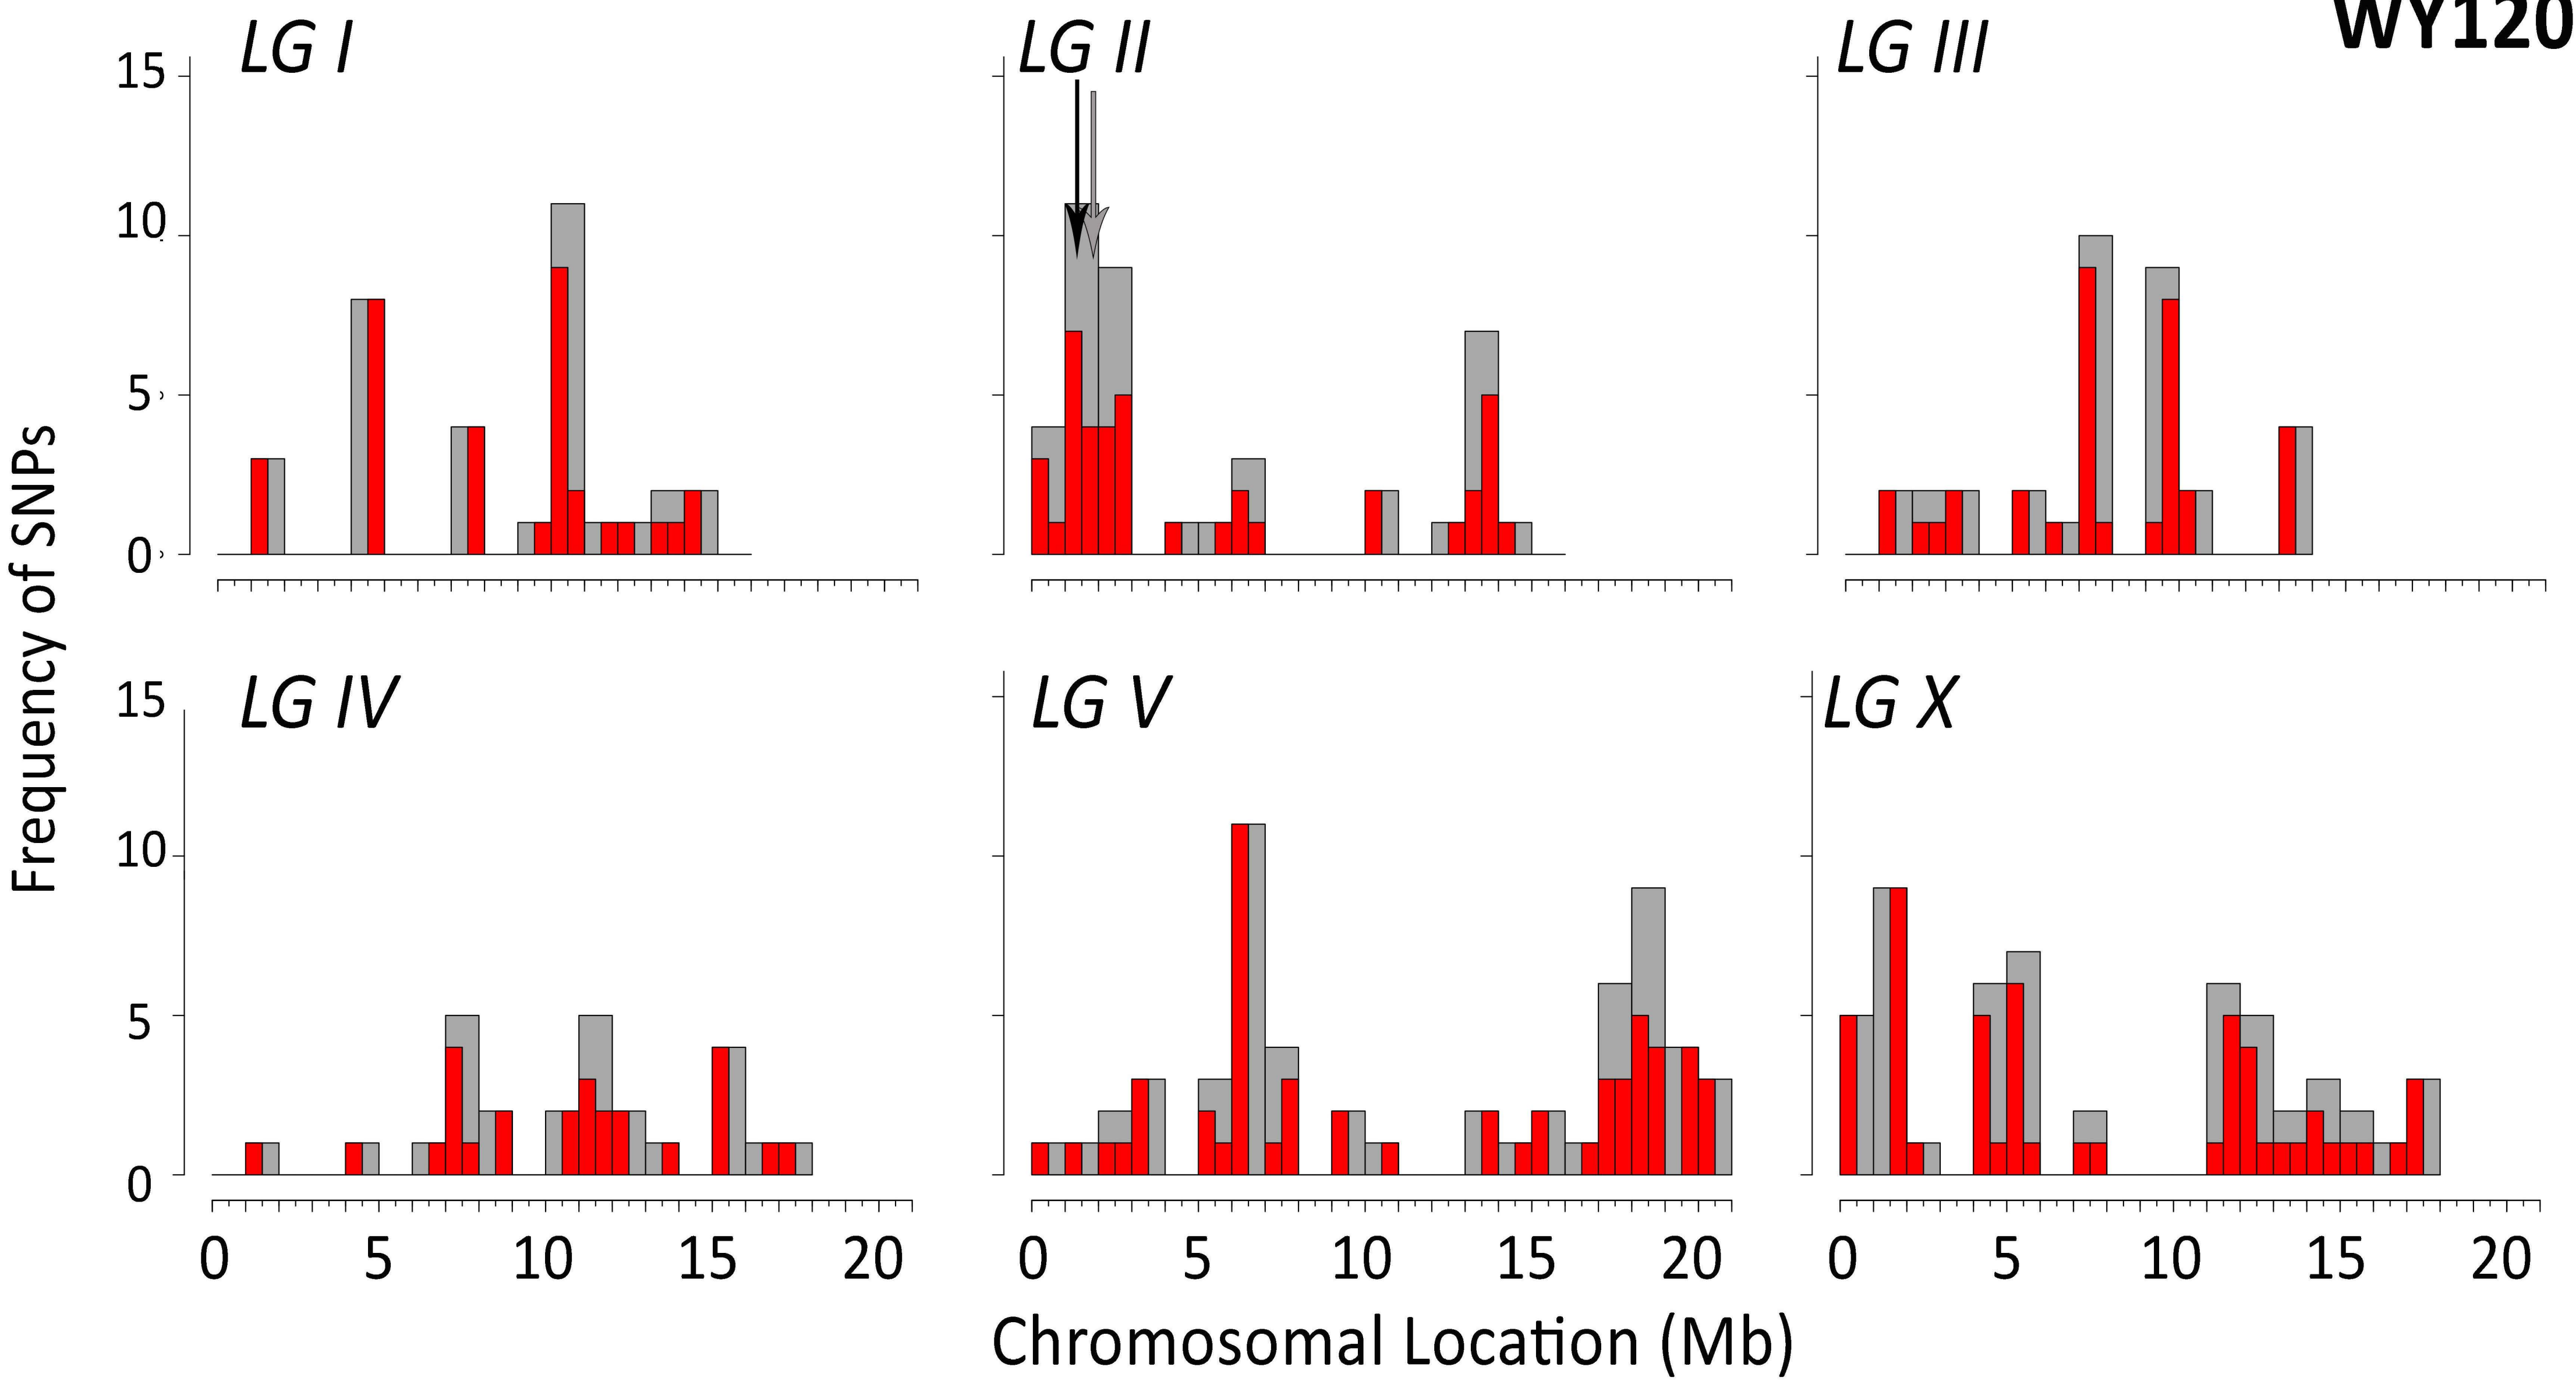 WY120
LG I
LG II
LG III
15
10
5
0
LG IV
LG V
LG X
15
10
5
0
Frequency of SNPs
0 5 10 15 20
0 5 10 15 20
0 5 10 15 20
Chromosomal Location (Mb)